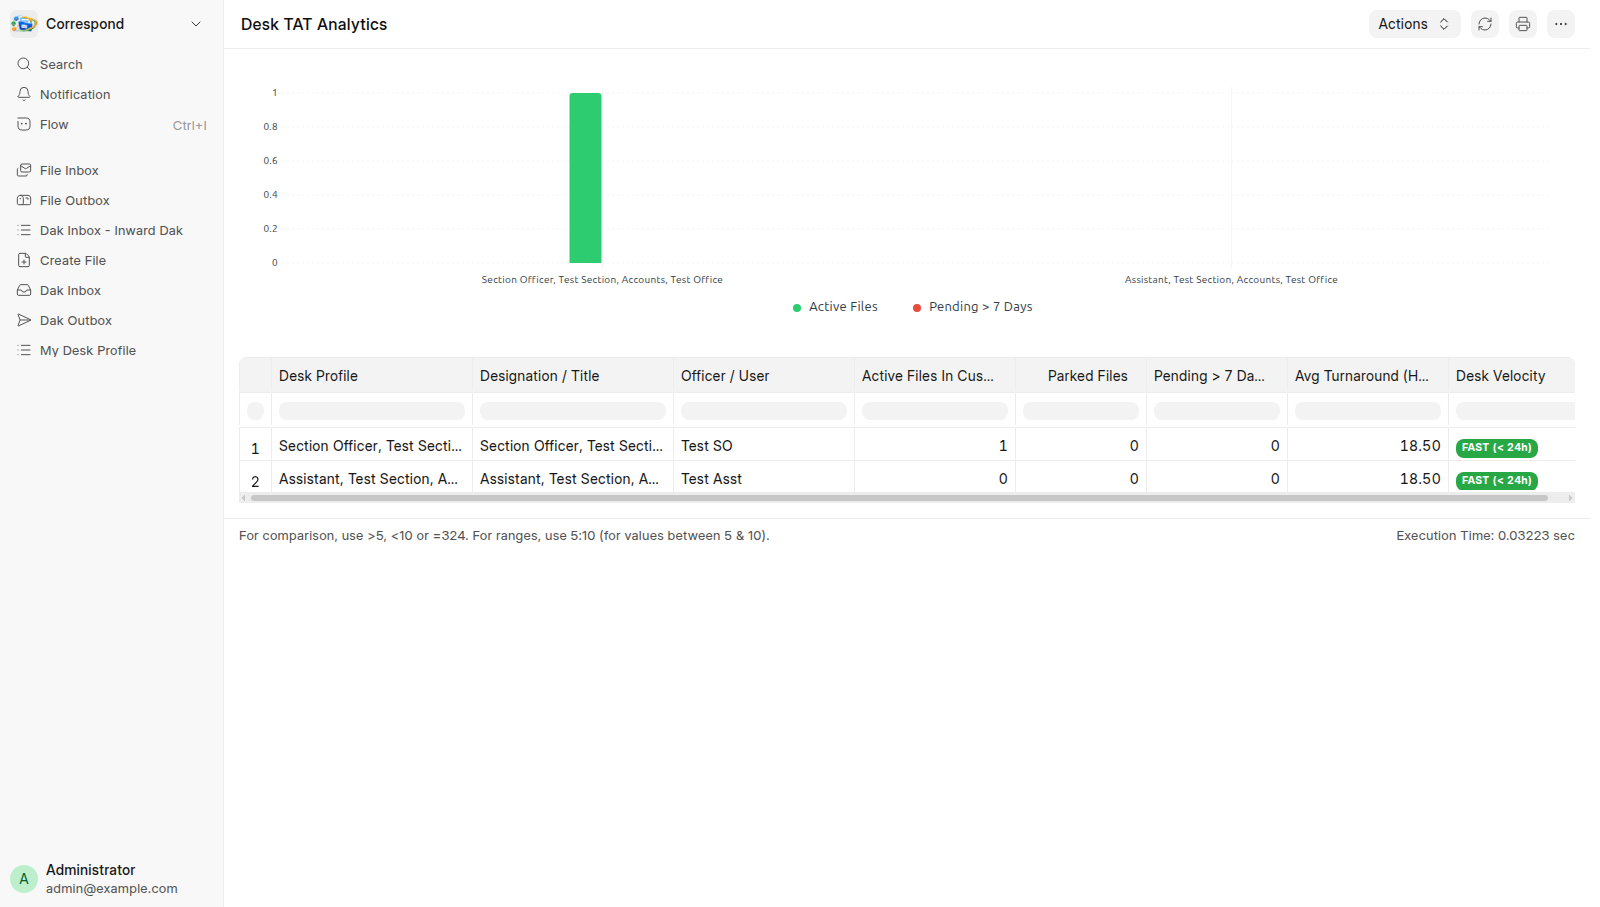 Correspond
Search
Notification
Flow Ctrl+I
File Inbox
File Outbox
Dak Inbox - Inward Dak
Create File
Dak Inbox
Dak Outbox
My Desk Profile
A
Administrator
admin@example.com
Desk TAT Analytics
Actions
1
0.8
0.6
0.4
0.2
0
Section Officer, Test Section, Accounts, Test Office Assistant, Test Section, Accounts, Test Office
Active Files Pending > 7 Days
Desk Profile Designation / Title Officer / User Active Files In Cus... Parked Files Pending > 7 Da... Avg Turnaround (H... Desk Velocity
1 Section Officer, Test Secti... Section Officer, Test Secti... Test SO 1 0 0 18.50 FAST (< 24h)
2 Assistant, Test Section, A... Assistant, Test Section, A... Test Asst 0 0 0 18.50 FAST (< 24h)
For comparison, use >5, <10 or =324. For ranges, use 5:10 (for values between 5 & 10). Execution Time: 0.03223 sec